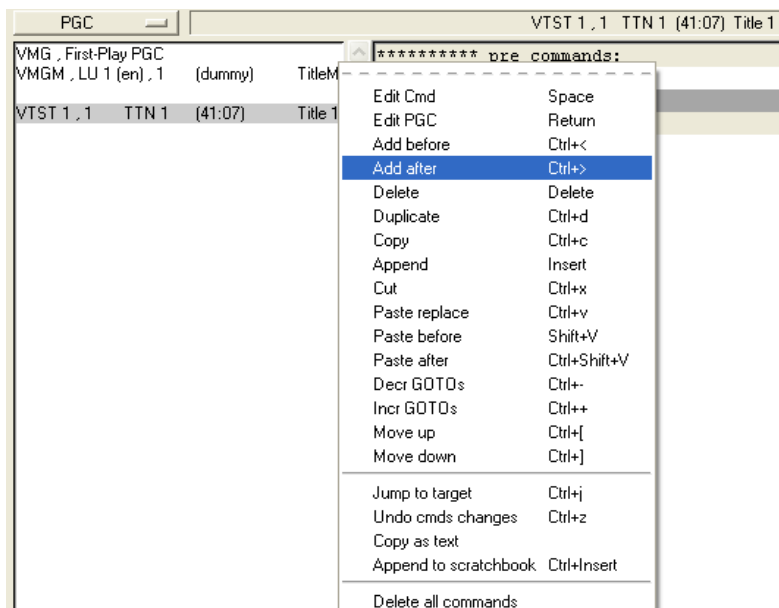 PGC
VTST 1 , 1 TTN 1 (41:07) Title 1
VMG , First-Play PGC
VMGM , LU 1 (en) , 1 (dummy) TitleM
VTST 1 , 1 TTN 1 (41:07) Title 1
********** pre commands:
Edit Cmd Space
Edit PGC Return
Add before Ctrl+<
Add after Ctrl+>
Delete Delete
Duplicate Ctrl+d
Copy Ctrl+c
Append Insert
Cut Ctrl+x
Paste replace Ctrl+v
Paste before Shift+V
Paste after Ctrl+Shift+V
Decr GOTOs Ctrl+-
Incr GOTOs Ctrl++
Move up Ctrl+[
Move down Ctrl+]
Jump to target Ctrl+j
Undo cmds changes Ctrl+z
Copy as text
Append to scratchbook Ctrl+Insert
Delete all commands